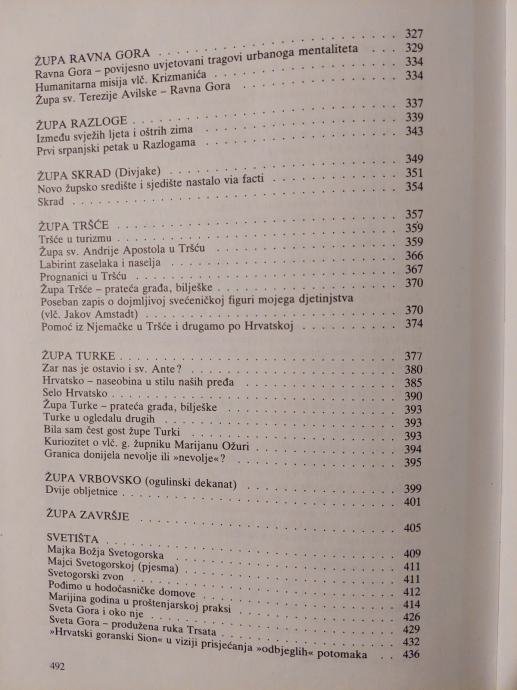 ŽUPA RAVNA GORA . . . . . . . . . . . . . . . . . . . . 327
Ravna Gora – povijesno uvjetovani tragovi urbanoga mentaliteta . . . 329
Humanitarna misija vlč. Krizmanića . . . . . . . . . . . . . 334
Župa sv. Terezije Avilske – Ravna Gora . . . . . . . . . . . . 334
ŽUPA RAZLOGE . . . . . . . . . . . . . . . . . . . . 337
Između svježih ljeta i oštrih zima . . . . . . . . . . . . . 339
Prvi srpanjski petak u Razlogama . . . . . . . . . . . . . 343
ŽUPA SKRAD (Divjake) . . . . . . . . . . . . . . . . . . 349
Novo župsko središte i sjedište nastalo via facti . . . . . . . . . . 351
Skrad . . . . . . . . . . . . . . . . . . . . . . . 354
ŽUPA TRŠĆE . . . . . . . . . . . . . . . . . . . . . 357
Tršće u turizmu . . . . . . . . . . . . . . . . . . . . 359
Župa sv. Andrije Apostola u Tršću . . . . . . . . . . . . . 359
Labirint zaselaka i naselja . . . . . . . . . . . . . . . . 366
Prognanici u Tršću . . . . . . . . . . . . . . . . . . . 367
Župa Tršće – prateća građa, bilješke . . . . . . . . . . . . . 370
Poseban zapis o dojmljivoj svećeničkoj figuri mojega djetinjstva
(vlč. Jakov Amstadt) . . . . . . . . . . . . . . . . . . 370
Pomoć iz Njemačke u Tršće i drugamo po Hrvatskoj . . . . . . . 374
ŽUPA TURKE . . . . . . . . . . . . . . . . . . . . . 377
Zar nas je ostavio i sv. Ante? . . . . . . . . . . . . . . . 380
Hrvatsko – naseobina u stilu naših pređa . . . . . . . . . . . 385
Selo Hrvatsko . . . . . . . . . . . . . . . . . . . . . 390
Župa Turke – prateća građa, bilješke . . . . . . . . . . . . . 393
Turke u ogledalu drugih . . . . . . . . . . . . . . . . . 393
Bila sam čest gost župe Turki . . . . . . . . . . . . . . . 393
Kuriozitet o vlč. g. župniku Marijanu Ožuri . . . . . . . . . . . 394
Granica donijela nevolje ili »nevolje«? . . . . . . . . . . . . 395
ŽUPA VRBOVSKO (ogulinski dekanat) . . . . . . . . . . . . 399
Dvije obljetnice . . . . . . . . . . . . . . . . . . . . 401
ŽUPA ZAVRŠJE . . . . . . . . . . . . . . . . . . . . 405
SVETIŠTA . . . . . . . . . . . . . . . . . . . . . . 409
Majka Božja Svetogorska . . . . . . . . . . . . . . . . . 411
Majci Svetogorskoj (pjesma) . . . . . . . . . . . . . . . . 411
Svetogorski zvon . . . . . . . . . . . . . . . . . . . . 412
Pođimo u hodočasničke domove . . . . . . . . . . . . . . 414
Marijina godina u proštenjarskoj praksi . . . . . . . . . . . . 426
Sveta Gora i oko nje . . . . . . . . . . . . . . . . . . . 429
Sveta Gora – produžena ruka Trsata . . . . . . . . . . . . . 432
»Hrvatski goranski Sion« u viziji prisjećanja »odbjeglih« potomaka . . 436
492